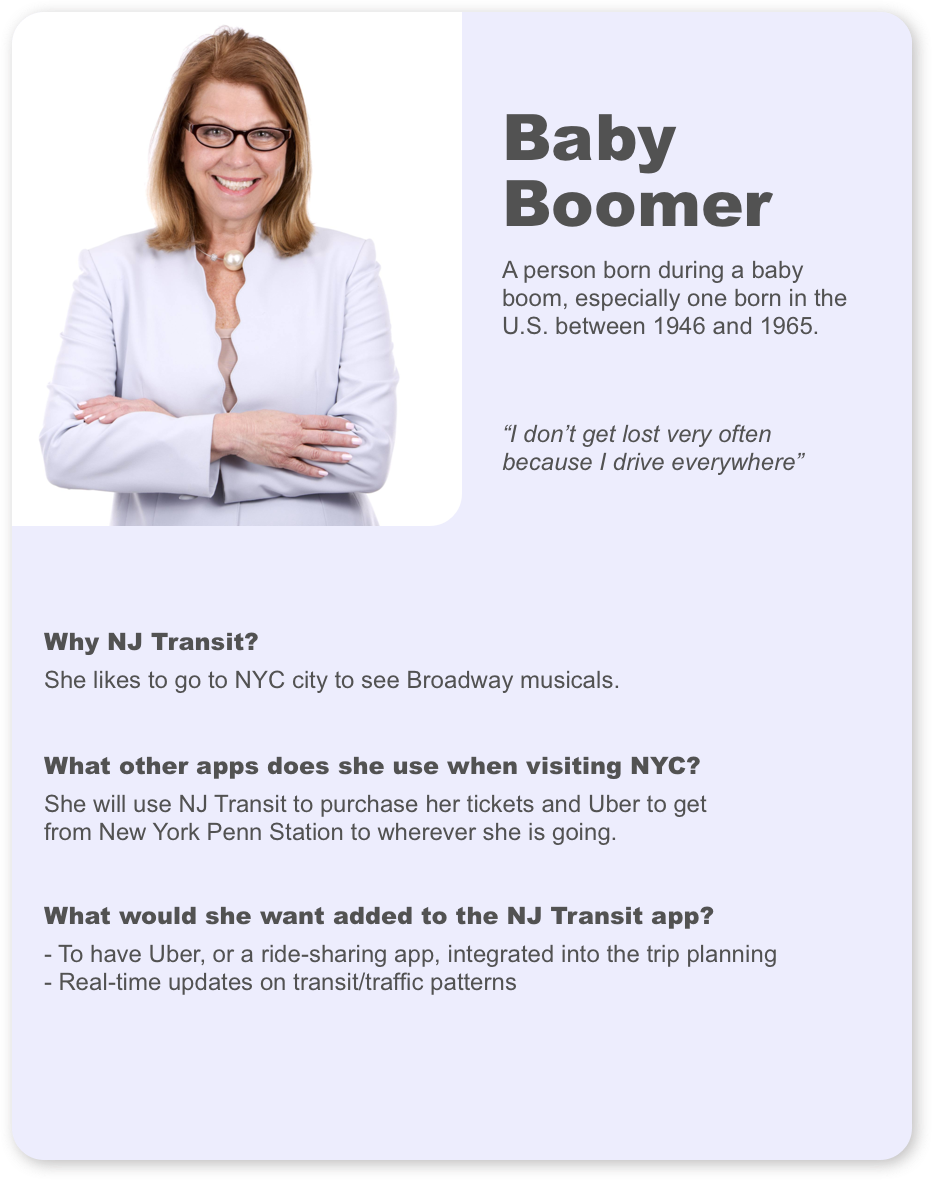 Baby
Boomer
A person born during a baby
boom, especially one born in the
U.S. between 1946 and 1965.
“I don’t get lost very often
because I drive everywhere”
Why NJ Transit?
She likes to go to NYC city to see Broadway musicals.
What other apps does she use when visiting NYC?
She will use NJ Transit to purchase her tickets and Uber to get
from New York Penn Station to wherever she is going.
What would she want added to the NJ Transit app?
- To have Uber, or a ride-sharing app, integrated into the trip planning
- Real-time updates on transit/traffic patterns